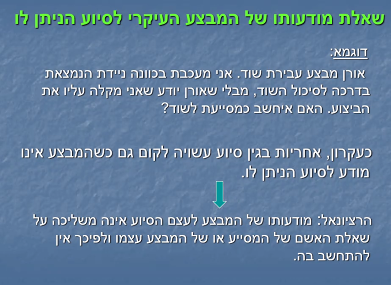 שאלת מודעותו של המבצע העיקרי לסיוע הניתן לו
דוגמא:
אורן מבצע עבירת שוד. אני מעכבת בכוונה ניידת הנמצאת
בדרכה לסיכול השוד, מבלי שאורן יודע שאני מקלה עליו את
הביצוע. האם איחשב כמסייעת לשוד?
כעקרון, אחריות בגין סיוע עשויה לקום גם כשהמבצע אינו
מודע לסיוע הניתן לו.
הרציונאל: מודעותו של המבצע לעצם הסיוע אינה משליכה על
שאלת האשם של המסייע או של המבצע עצמו ולפיכך אין
להתחשב בה.